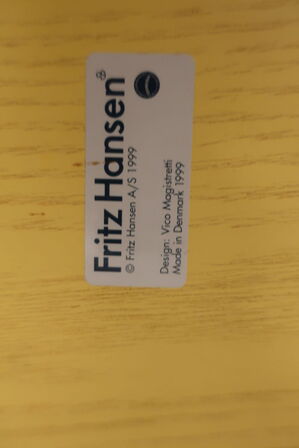 Fritz Hansen®
© Fritz Hansen A/S 1999
Design: Vico Magistretti
Made in Denmark 1999